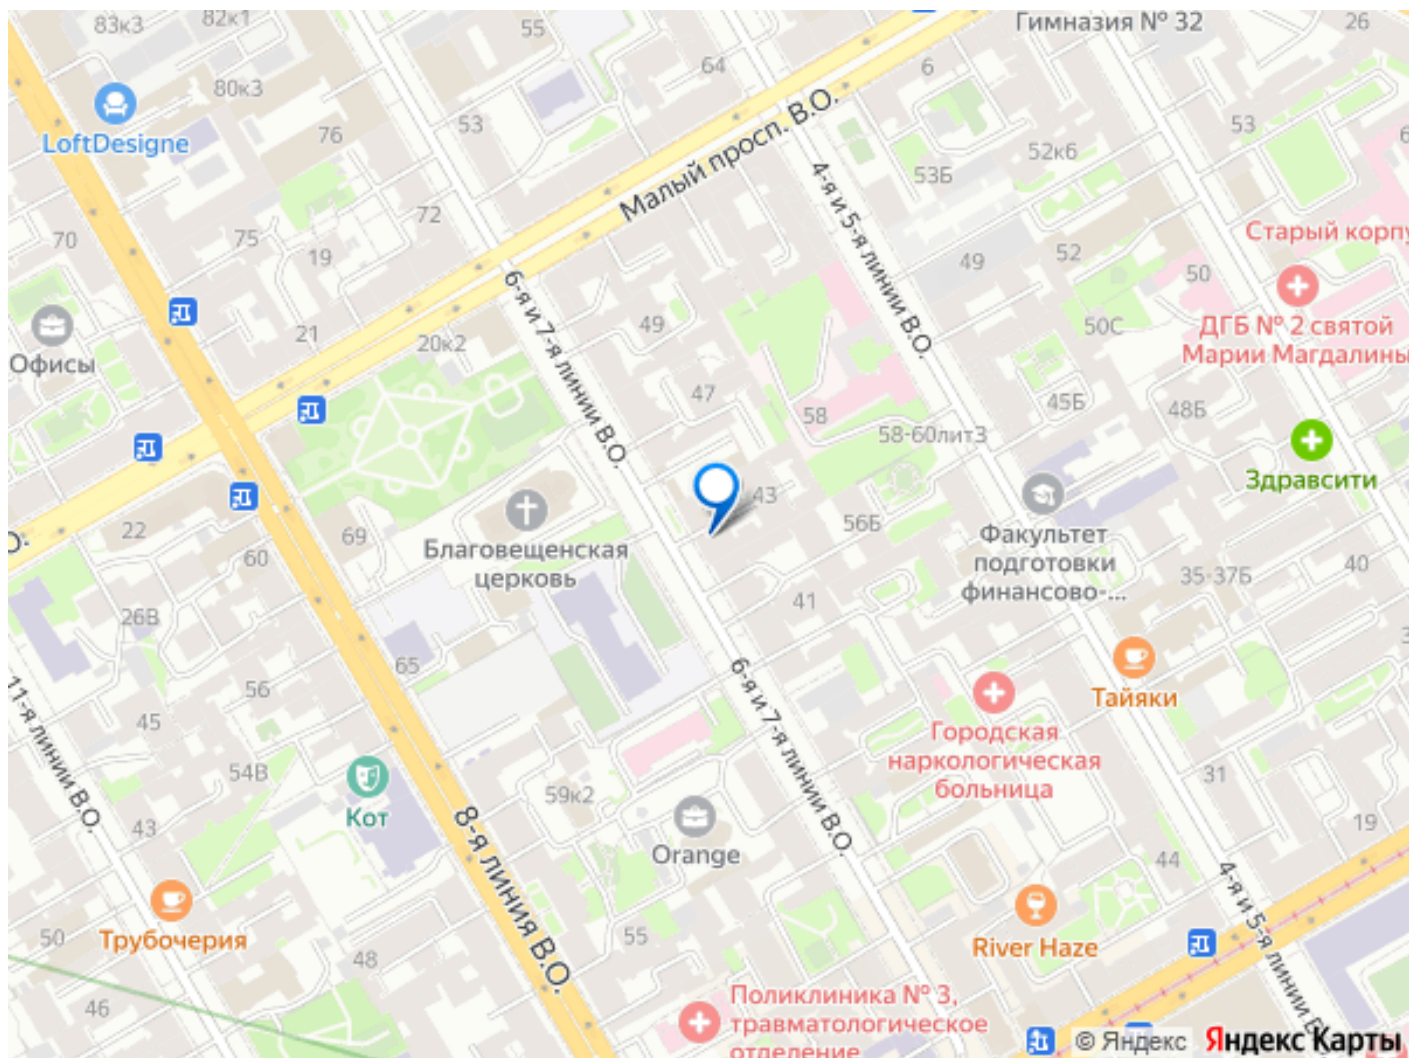 83к3
82к1
55
Гимназия № 32
26
64
6
80к3
LoftDesigne
76
53
53
52к6
53Б
Малый просп. В.О.
4-я и 5-я линии В.О.
72
70
75
19
Старый корпу
52
49
50
6-я и 7-я линии В.О.
ДГБ № 2 святой
Марии Магдалины
50С
49
21
20к2
Офисы
47
45Б
48Б
58
58-60лит3
Здравсити
43
56Б
22
69
Благовещенская
церковь
Факультет
подготовки
финансово-...
60
35-37Б
40
41
26В
65
6-я и 7-я линии В.О.
Тайяки
56
11-я линии В.О.
45
Городская
наркологическая
больница
54В
31
59к2
Кот
43
8-я линия В.О.
Orange
19
44
4-я и 5-я линии В.О.
Трубочерия
50
55
48
River Haze
46
Поликлиника № 3,
травматологическое
отделение
© Яндекс Яндекс Карты